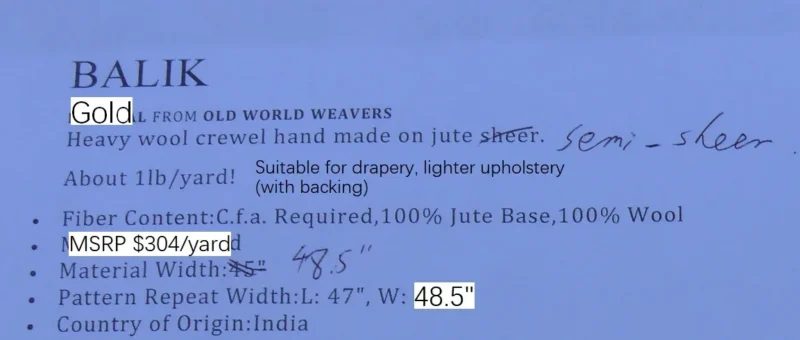 BALIK
Gold L FROM OLD WORLD WEAVERS
Heavy wool crewel hand made on jute sheer. semi-sheer
About 1lb/yard! Suitable for drapery, lighter upholstery
(with backing)
• Fiber Content:C.f.a. Required,100% Jute Base,100% Wool
• MSRP $304/yard
• Material Width:45" 48.5"
• Pattern Repeat Width:L: 47", W: 48.5"
• Country of Origin:India